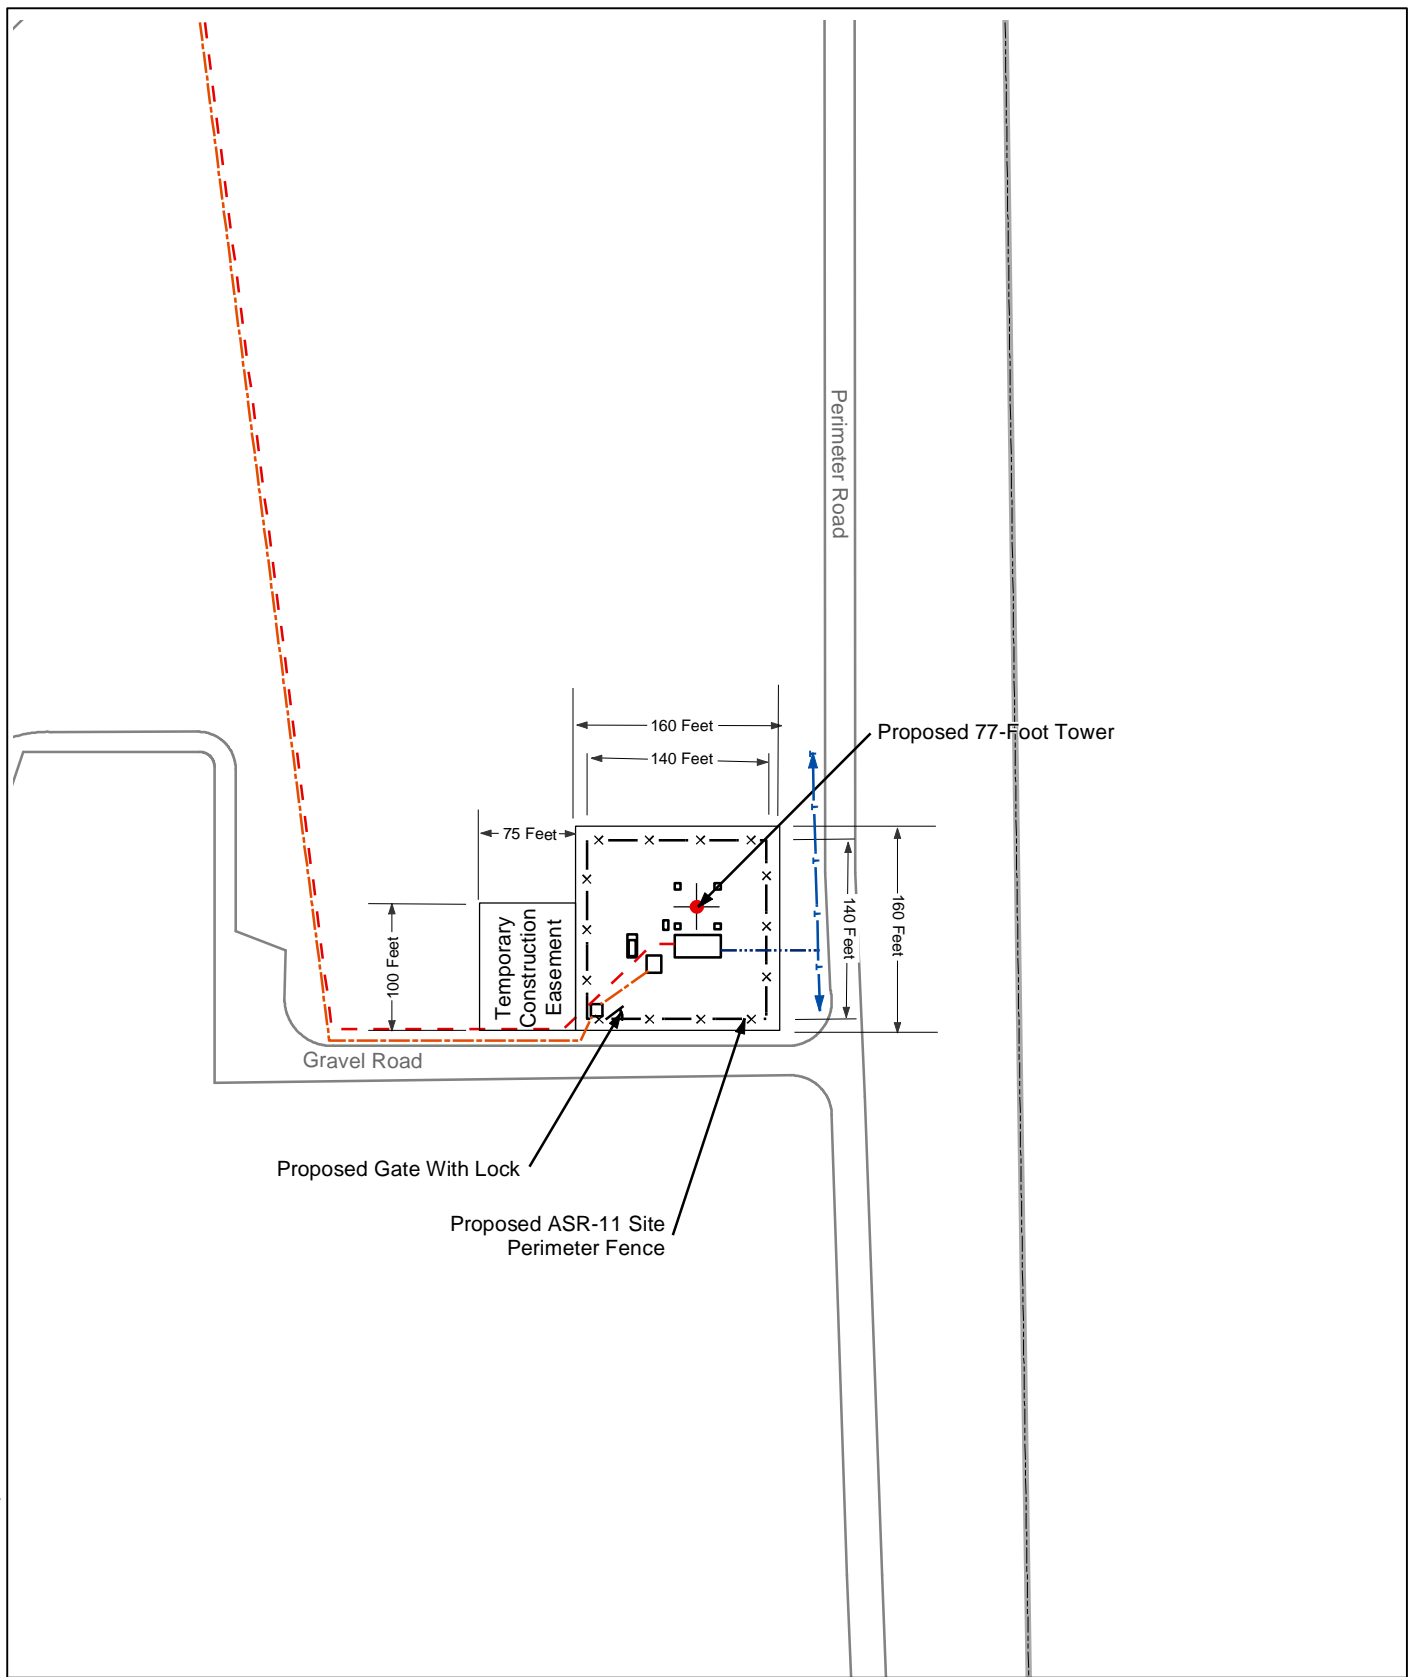 Perimeter Road
160 Feet
Proposed 77-Foot Tower
140 Feet
75 Feet
140 Feet
160 Feet
100 Feet
Temporary
Construction
Easement
Gravel Road
Proposed Gate With Lock
Proposed ASR-11 Site
Perimeter Fence